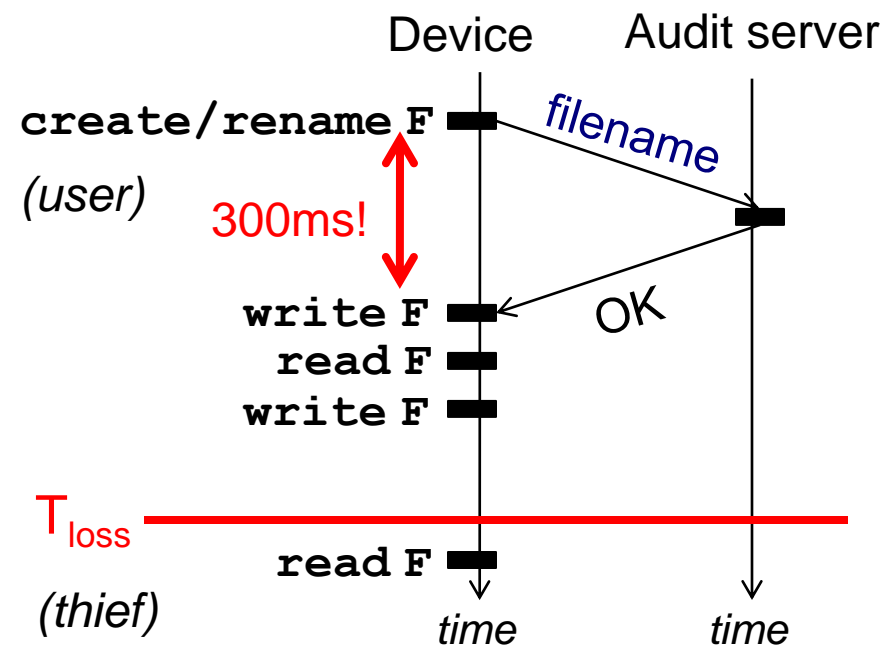 Device Audit server
create/rename F
filename
(user)
300ms!
write F
OK
read F
write F
Tloss
read F
(thief)
time time